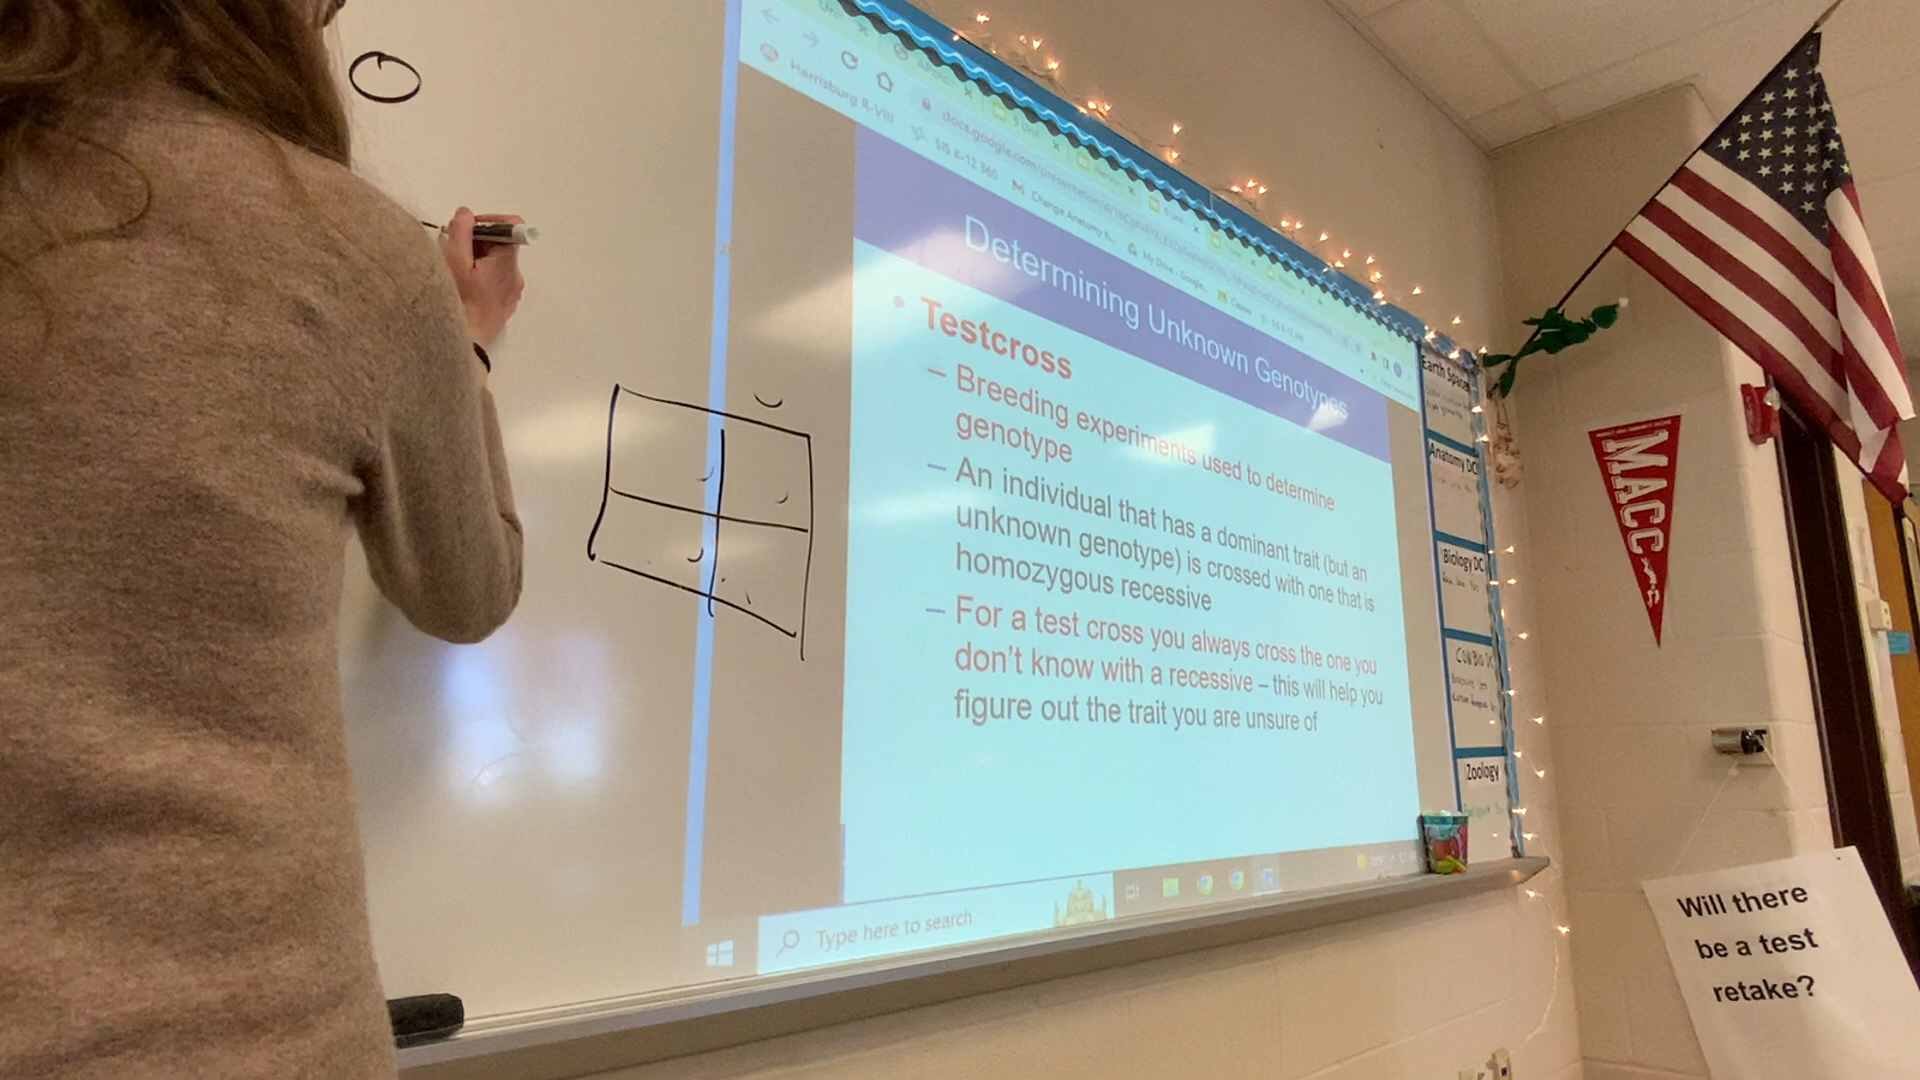 Harrisburg R-VIII
SIS K-12 360
Change Anatomy
My Drive - Google...
Determining Unknown Genotypes
• Testcross
– Breeding experiments used to determine
genotype
– An individual that has a dominant trait (but an
unknown genotype) is crossed with one that is
homozygous recessive
– For a test cross you always cross the one you
don't know with a recessive – this will help you
figure out the trait you are unsure of
Type here to search
Earth Space
Anatomy DC
Biology DC
Zoology
MACC
Will there
be a test
retake?